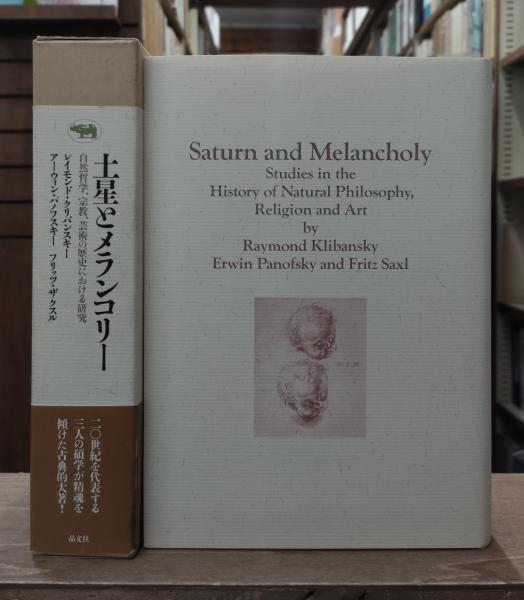 土星とメランコリー
自然哲学、宗教、芸術の歴史における研究
レイモンド・クリバンスキー
アーウィン・パノフスキー フリッツ・ザクスル
二〇世紀を代表する
三人の碩学が精魂を
傾けた古典的大著!
晶文社
Saturn and Melancholy
Studies in the
History of Natural Philosophy,
Religion and Art
by
Raymond Klibansky
Erwin Panofsky and Fritz Saxl